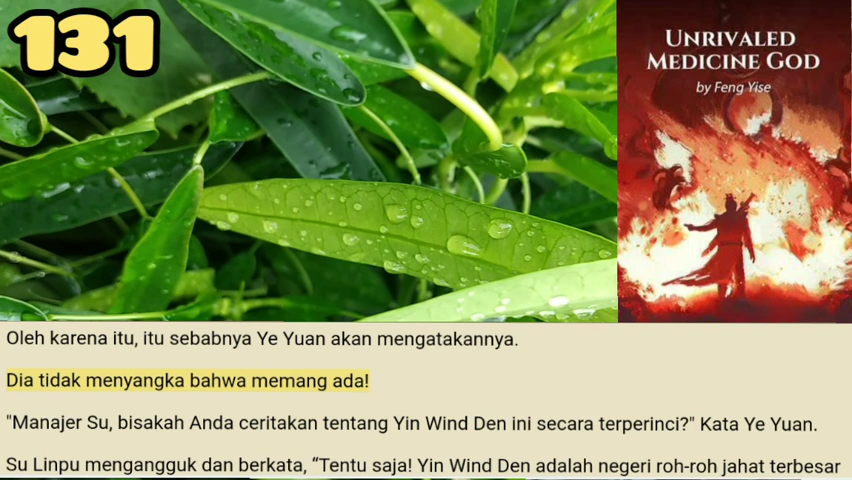 131
UNRIVALED
MEDICINE GOD
by Feng Yise
Oleh karena itu, itu sebabnya Ye Yuan akan mengatakannya.
Dia tidak menyangka bahwa memang ada!
"Manajer Su, bisakah Anda ceritakan tentang Yin Wind Den ini secara terperinci?" Kata Ye Yuan.
Su Linpu mengangguk dan berkata, “Tentu saja! Yin Wind Den adalah negeri roh-roh jahat terbesar